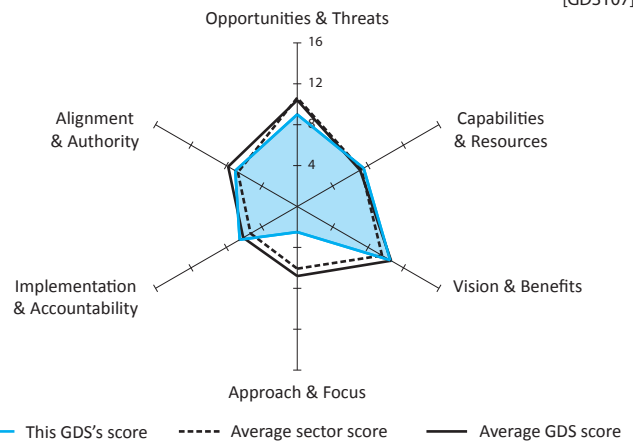 [GDS107]
Opportunities & Threats
16
12
8
4
Alignment
& Authority
Capabilities
& Resources
Implementation
& Accountability
Vision & Benefits
Approach & Focus
This GDS's score
Average sector score
Average GDS score